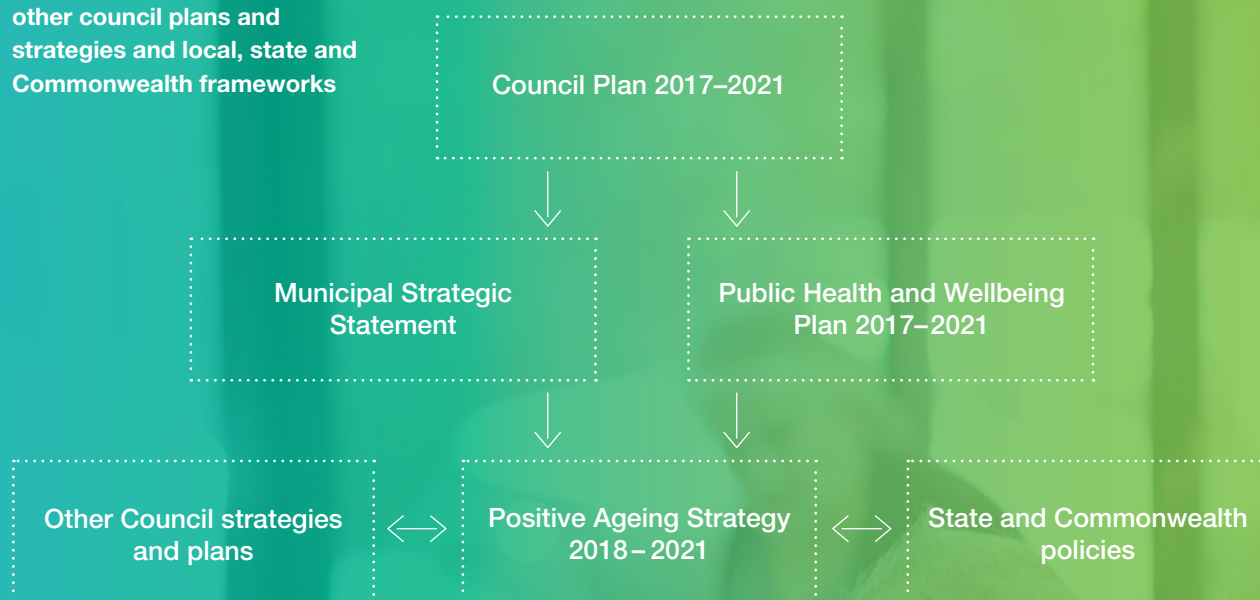 other council plans and
strategies and local, state and
Commonwealth frameworks
Council Plan 2017–2021
Municipal Strategic
Statement
Public Health and Wellbeing
Plan 2017–2021
Other Council strategies
and plans
Positive Ageing Strategy
2018–2021
State and Commonwealth
policies